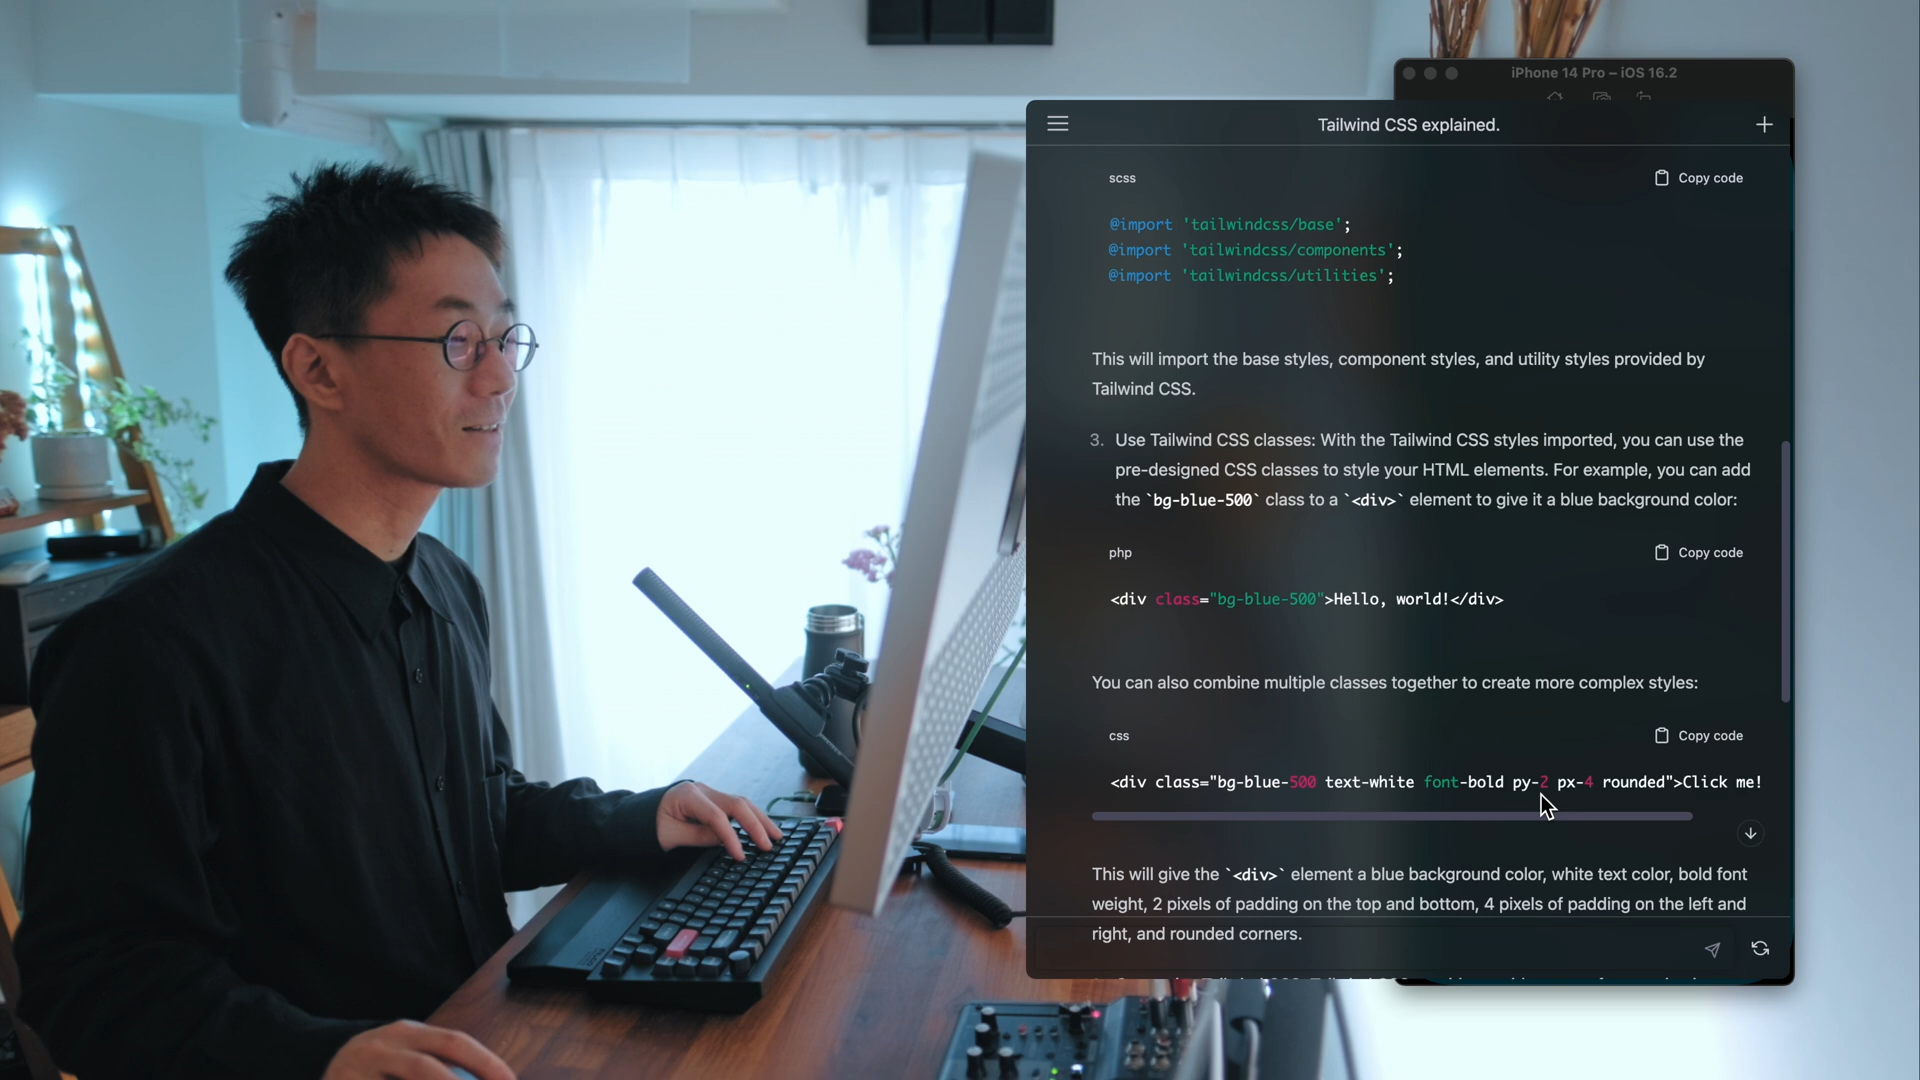 iPhone 14 Pro – iOS 16.2
Tailwind CSS explained.
scss
Copy code
@import 'tailwindcss/base';
@import 'tailwindcss/components';
@import 'tailwindcss/utilities';
This will import the base styles, component styles, and utility styles provided by
Tailwind CSS.
3. Use Tailwind CSS classes: With the Tailwind CSS styles imported, you can use the
pre-designed CSS classes to style your HTML elements. For example, you can add
the `bg-blue-500` class to a `<div>` element to give it a blue background color:
php
Copy code
<div class="bg-blue-500">Hello, world!</div>
You can also combine multiple classes together to create more complex styles:
css
Copy code
<div class="bg-blue-500 text-white font-bold py-2 px-4 rounded">Click me!
This will give the `<div>` element a blue background color, white text color, bold font
weight, 2 pixels of padding on the top and bottom, 4 pixels of padding on the left and
right, and rounded corners.